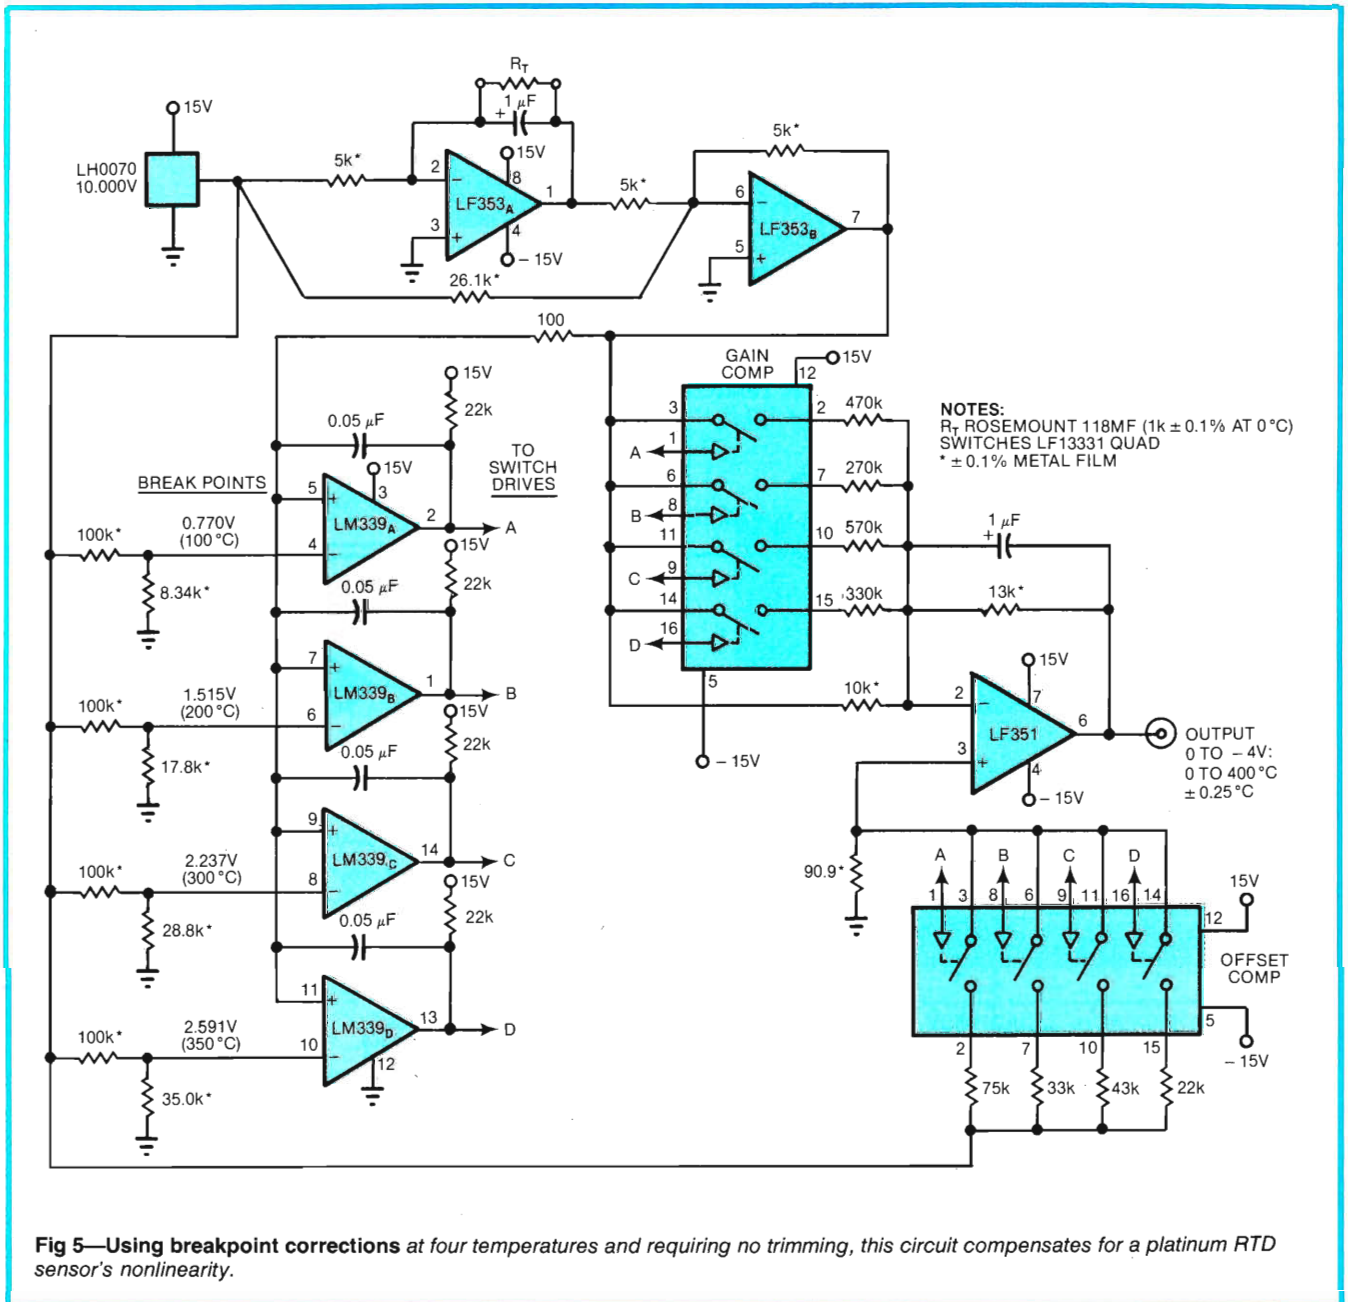 R_T
1 µF
+
15V
LH0070
10.000V
5k*
15V
2
−
8
LF353A
1
3
+
4
− 15V
5k*
5k*
6
−
LF353B
7
5
+
26.1k*
100
GAIN
COMP
15V
12
3
2
470k
1
A
6
7
270k
8
B
11
10
570k
9
C
14
15
330k
16
D
5
− 15V
10k*
NOTES:
R_T ROSEMOUNT 118MF (1k ± 0.1% AT 0°C)
SWITCHES LF13331 QUAD
* ± 0.1% METAL FILM
1 µF
+
13k*
15V
2
−
7
LF351
6
3
+
4
− 15V
OUTPUT
0 TO − 4V:
0 TO 400°C
± 0.25°C
15V
22k
0.05 µF
TO
SWITCH
DRIVES
BREAK POINTS
15V
5
+
3
LM339A
2
A
100k*
0.770V
(100°C)
4
−
8.34k*
15V
22k
0.05 µF
7
+
LM339B
1
B
100k*
1.515V
(200°C)
6
−
17.8k*
15V
22k
0.05 µF
9
+
LM339C
14
C
100k*
2.237V
(300°C)
8
−
28.8k*
15V
22k
0.05 µF
11
+
LM339D
13
D
100k*
2.591V
(350°C)
10
−
12
35.0k*
90.9*
A
B
C
D
1
3
8
6
9
11
16
14
15V
12
OFFSET
COMP
5
− 15V
2
7
10
15
75k
33k
43k
22k
Fig 5—Using breakpoint corrections at four temperatures and requiring no trimming, this circuit compensates for a platinum RTD
sensor's nonlinearity.